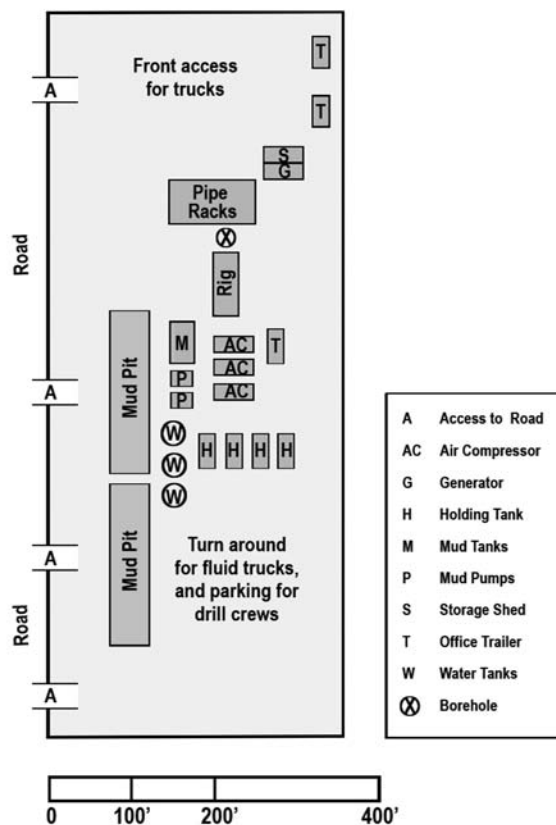 T
Front access
for trucks
A
T
S
G
Pipe
Racks
X
Road
Rig
M
AC
T
AC
P
AC
P
Mud Pit
A
W
H
H
H
H
W
W
Turn around
for fluid trucks,
and parking for
drill crews
Mud Pit
A
Road
A
A Access to Road
AC Air Compressor
G Generator
H Holding Tank
M Mud Tanks
P Mud Pumps
S Storage Shed
T Office Trailer
W Water Tanks
X Borehole
0 100' 200' 400'